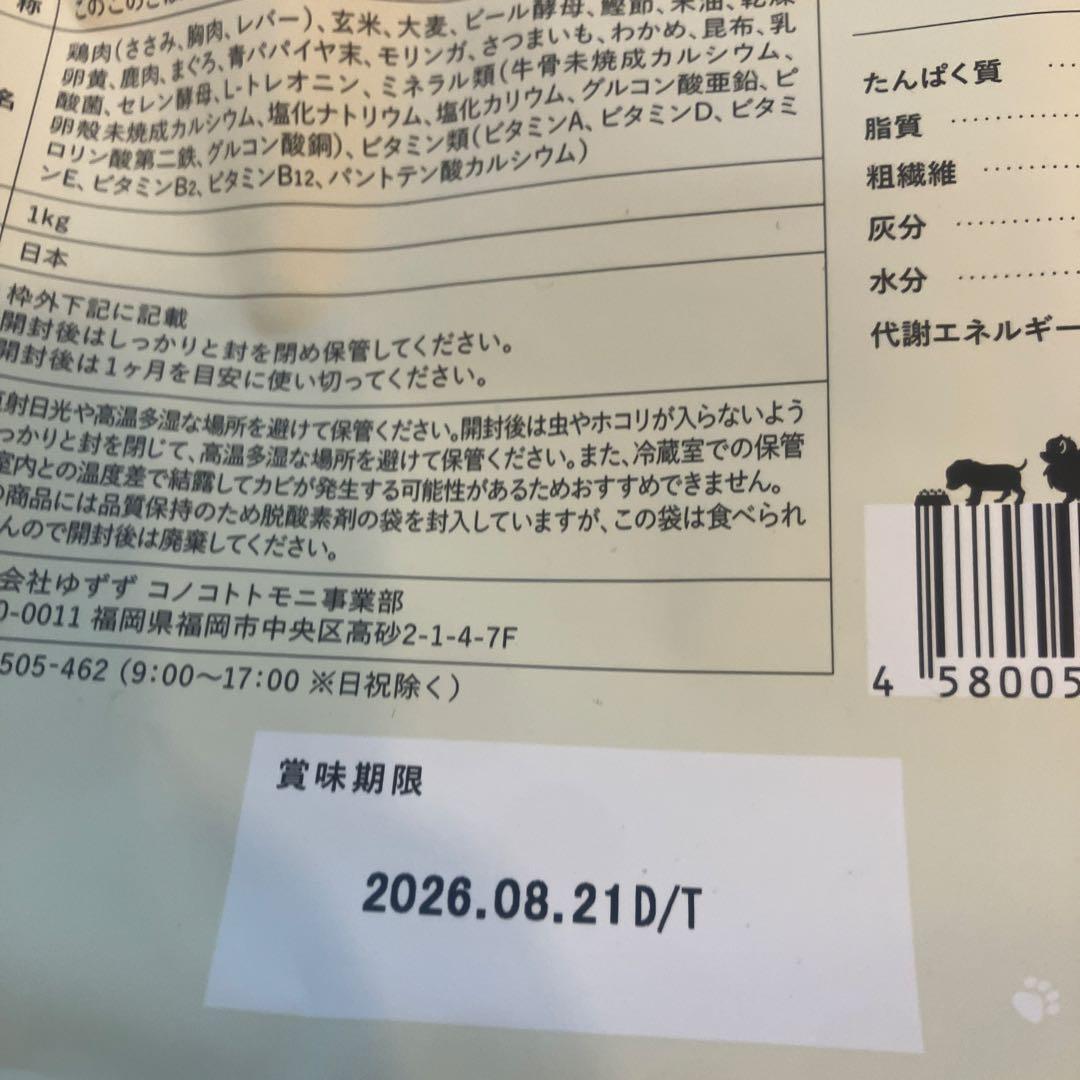 称
このこのごは
鶏肉(ささみ、胸肉、レバー)、玄米、大麦、ビール酵母、鰹節、米油、乾燥
卵黄、鹿肉、まぐろ、青パパイヤ末、モリンガ、さつまいも、わかめ、昆布、乳
酸菌、セレン酵母、L-トレオニン、ミネラル類(牛骨未焼成カルシウム、
卵殻未焼成カルシウム、塩化ナトリウム、塩化カリウム、グルコン酸亜鉛、ピ
ロリン酸第二鉄、グルコン酸銅)、ビタミン類(ビタミンA、ビタミンD、ビタミ
ンE、ビタミンB2、ビタミンB12、パントテン酸カルシウム)
名
1kg
日本
枠外下記に記載
開封後はしっかりと封を閉め保管してください。
開封後は1ヶ月を目安に使い切ってください。
直射日光や高温多湿な場所を避けて保管ください。開封後は虫やホコリが入らないよう
っかりと封を閉じて、高温多湿な場所を避けて保管ください。また、冷蔵室での保管
室内との温度差で結露してカビが発生する可能性があるためおすすめできません。
の商品には品質保持のため脱酸素剤の袋を封入していますが、この袋は食べられ
んので開封後は廃棄してください。
会社ゆずず コノコトトモニ事業部
0-0011 福岡県福岡市中央区高砂2-1-4-7F
505-462 (9:00～17:00 ※日祝除く)
たんぱく質
脂質
粗繊維
灰分
水分
代謝エネルギー
4 58005
賞味期限
2026.08.21D/T